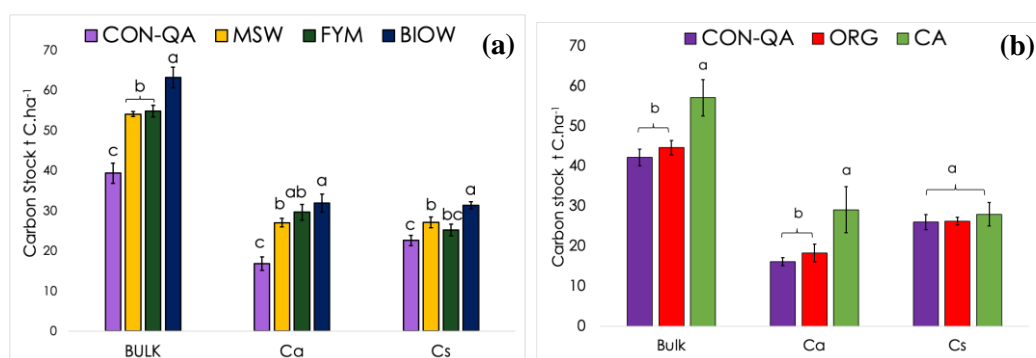 CON-QA MSW FYM BIOW (a)
70
60
50
40
30
20
10
0
Carbon Stock t C.ha⁻¹
c
b
a
c
b
ab
a
c
b
bc
a
BULK Ca Cs
CON-QA ORG CA (b)
70
60
50
40
30
20
10
0
Carbon stock t C.ha⁻¹
b
a
b
a
a
Bulk Ca Cs